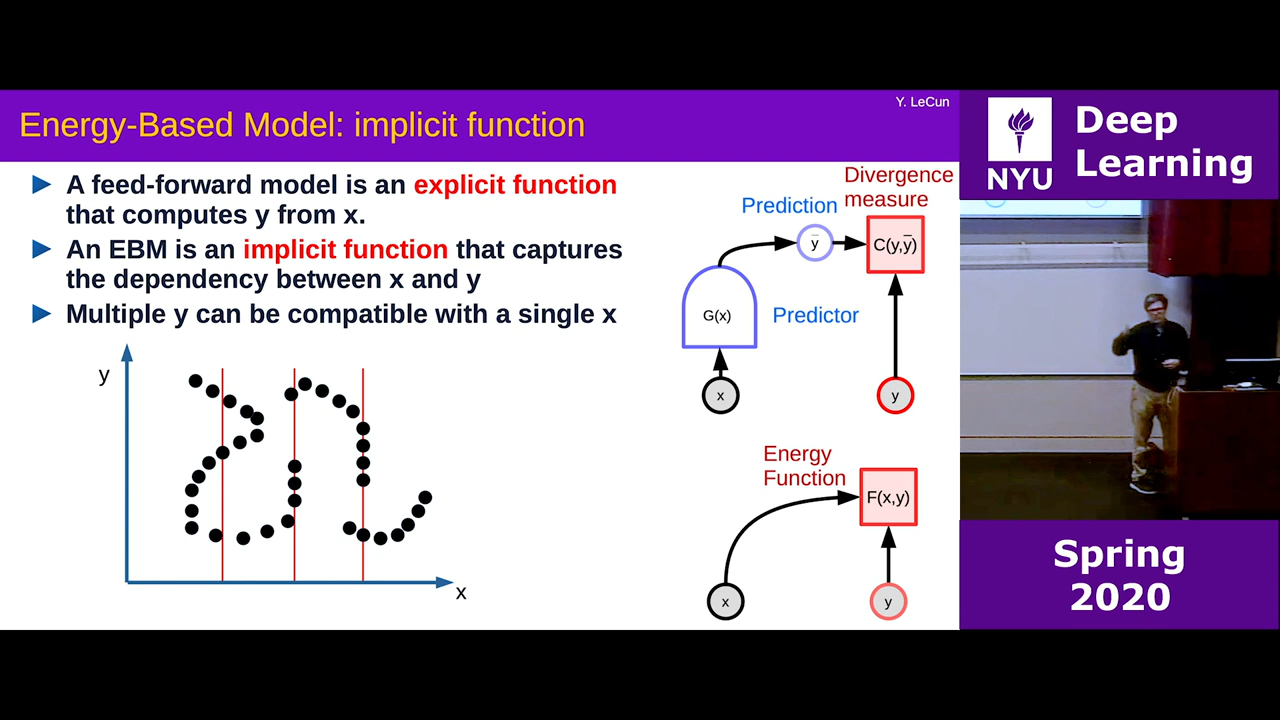 Y. LeCun
Energy-Based Model: implicit function
A feed-forward model is an explicit function
that computes y from x.
An EBM is an implicit function that captures
the dependency between x and y
Multiple y can be compatible with a single x
y
x
Divergence
measure
Prediction
ȳ
C(y,ȳ)
G(x)
Predictor
x
y
Energy
Function
F(x,y)
x
y
NYU
Deep
Learning
Spring
2020